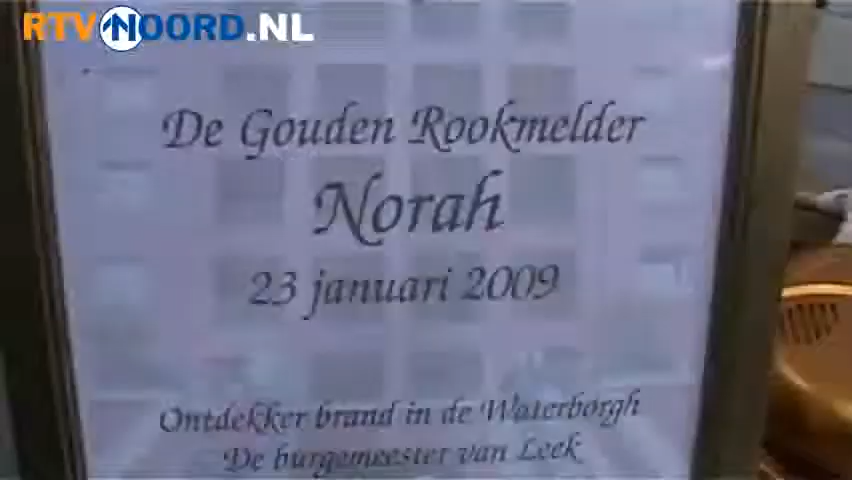 RTVNOORD.NL
De Gouden Rookmelder
Norah
23 januari 2009
Ontdekker brand in de Waterborgh
De burgemeester van Leek